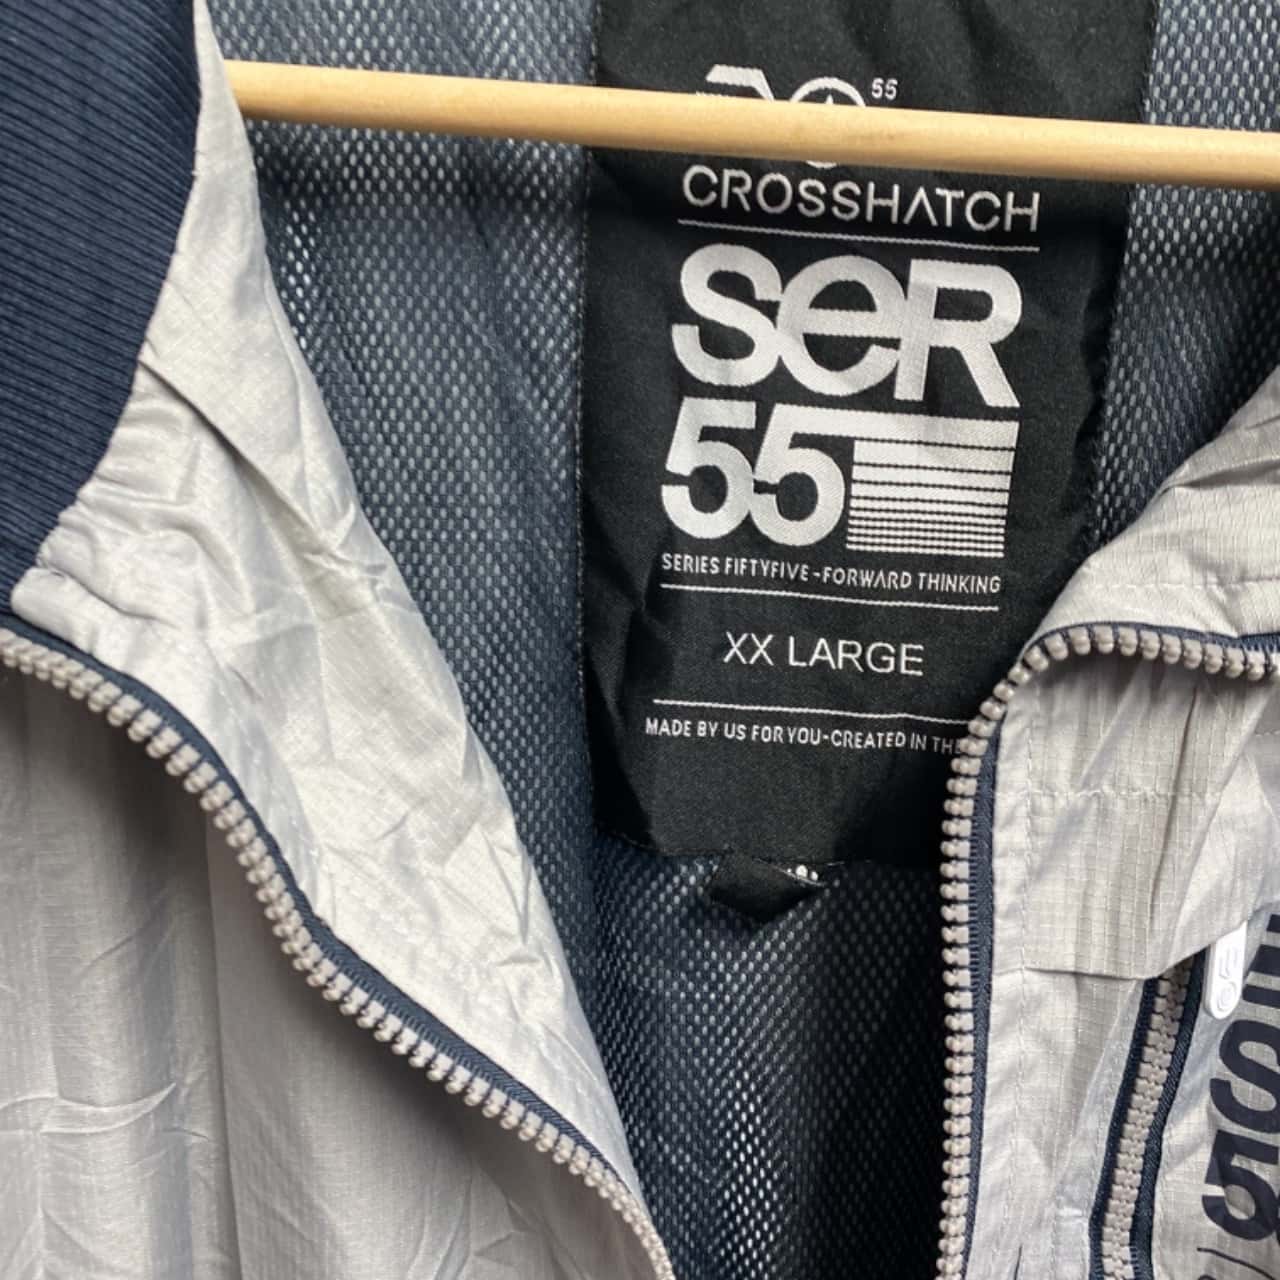 55
CROSSHATCH
SeR
55
SERIES FIFTYFIVE-FORWARD THINKING
XX LARGE
MADE BY US FOR YOU-CREATED IN THE